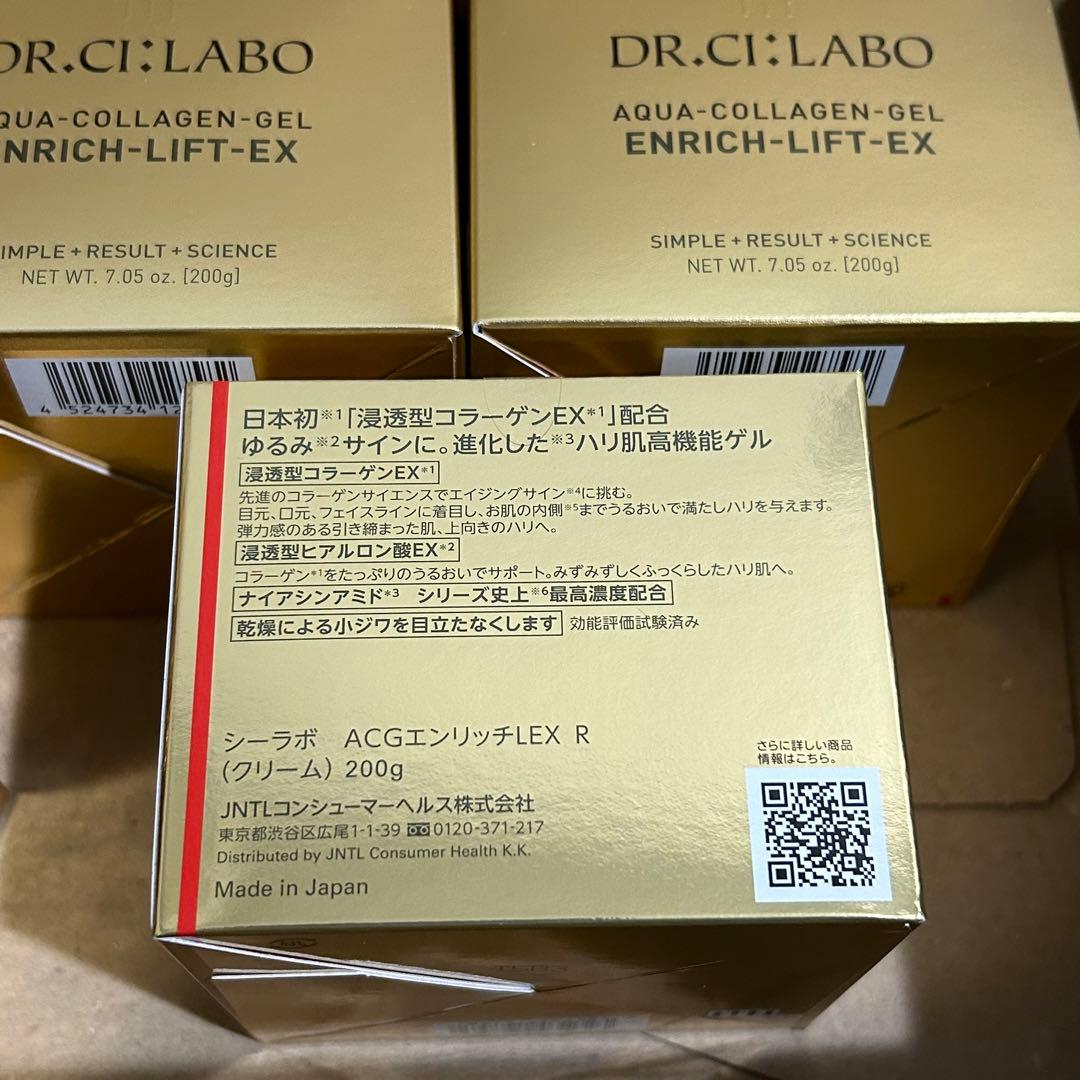 DR.CI:LABO
QUA-COLLAGEN-GEL
NRICH-LIFT-EX
IMPLE + RESULT + SCIENCE
NET WT. 7.05 oz. [200g]
4 524734 12
DR.CI:LABO
AQUA-COLLAGEN-GEL
ENRICH-LIFT-EX
SIMPLE + RESULT + SCIENCE
NET WT. 7.05 oz. [200g]
日本初※1「浸透型コラーゲンEX*1」配合
ゆるみ※2サインに。進化した※3ハリ肌高機能ゲル
浸透型コラーゲンEX*1
先進のコラーゲンサイエンスでエイジングサイン※4に挑む。
目元、口元、フェイスラインに着目し、お肌の内側※5までうるおいで満たしハリを与えます。
弾力感のある引き締まった肌、上向きのハリへ。
浸透型ヒアルロン酸EX*2
コラーゲン*1をたっぷりのうるおいでサポート。みずみずしくふっくらしたハリ肌へ。
ナイアシンアミド*3 シリーズ史上※6最高濃度配合
乾燥による小ジワを目立たなくします 効能評価試験済み
シーラボ ACGエンリッチLEX R
(クリーム) 200g
JNTLコンシューマーヘルス株式会社
東京都渋谷区広尾1-1-39 0120-371-217
Distributed by JNTL Consumer Health K.K.
Made in Japan
さらに詳しい商品
情報はこちら。